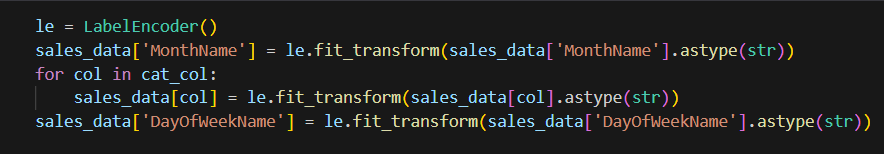 le = LabelEncoder()
sales_data['MonthName'] = le.fit_transform(sales_data['MonthName'].astype(str))
for col in cat_col:
    sales_data[col] = le.fit_transform(sales_data[col].astype(str))
sales_data['DayOfWeekName'] = le.fit_transform(sales_data['DayOfWeekName'].astype(str))